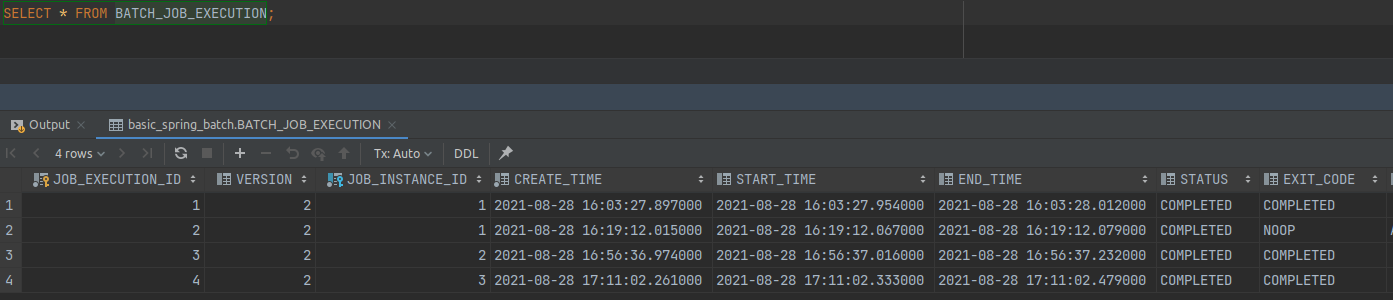 SELECT * FROM BATCH_JOB_EXECUTION;
Output × basic_spring_batch.BATCH_JOB_EXECUTION ×
4 rows Tx: Auto DDL
JOB_EXECUTION_ID VERSION JOB_INSTANCE_ID CREATE_TIME START_TIME END_TIME STATUS EXIT_CODE
1 1 2 1 2021-08-28 16:03:27.897000 2021-08-28 16:03:27.954000 2021-08-28 16:03:28.012000 COMPLETED COMPLETED
2 2 2 1 2021-08-28 16:19:12.015000 2021-08-28 16:19:12.067000 2021-08-28 16:19:12.079000 COMPLETED NOOP
3 3 2 2 2021-08-28 16:56:36.974000 2021-08-28 16:56:37.016000 2021-08-28 16:56:37.232000 COMPLETED COMPLETED
4 4 2 3 2021-08-28 17:11:02.261000 2021-08-28 17:11:02.333000 2021-08-28 17:11:02.479000 COMPLETED COMPLETED